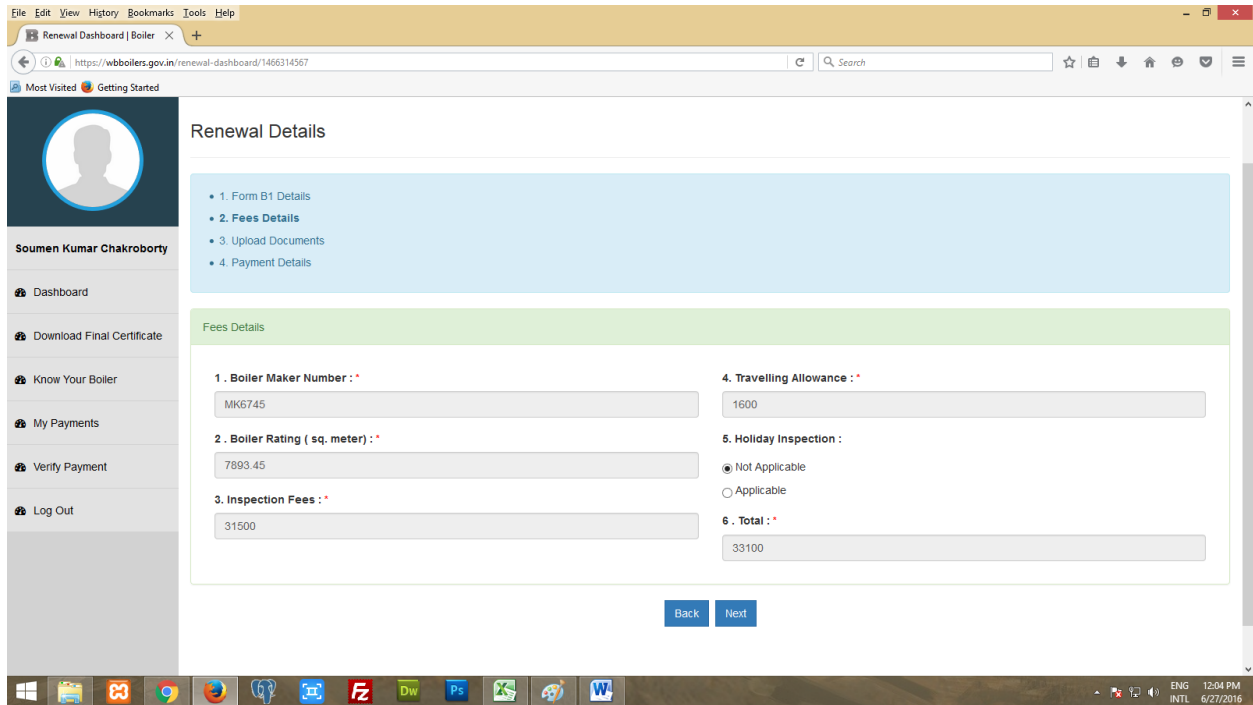 File Edit View History Bookmarks Tools Help
Renewal Dashboard | Boiler
https://wbboilers.gov.in/renewal-dashboard/1466314567
Search
Most Visited Getting Started
Renewal Details
• 1. Form B1 Details
• 2. Fees Details
• 3. Upload Documents
• 4. Payment Details
Soumen Kumar Chakroborty
Dashboard
Download Final Certificate
Know Your Boiler
My Payments
Verify Payment
Log Out
Fees Details
1 . Boiler Maker Number : *
MK6745
2 . Boiler Rating ( sq. meter) : *
7893.45
3. Inspection Fees : *
31500
4. Travelling Allowance : *
1600
5. Holiday Inspection :
Not Applicable
Applicable
6 . Total : *
33100
Back Next
Fz Dw Ps
ENG 12:04 PM
INTL 6/27/2016